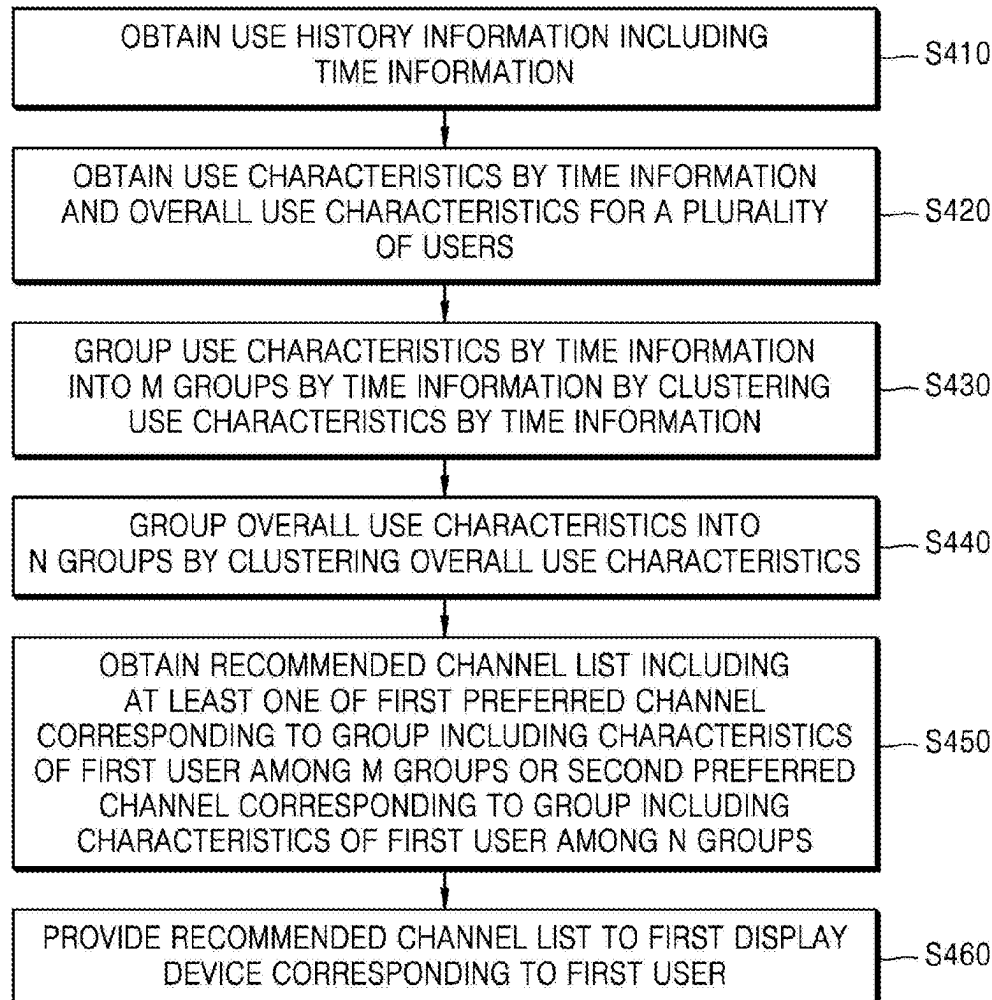 OBTAIN USE HISTORY INFORMATION INCLUDING
TIME INFORMATION
S410
OBTAIN USE CHARACTERISTICS BY TIME INFORMATION
AND OVERALL USE CHARACTERISTICS FOR A PLURALITY
OF USERS
S420
GROUP USE CHARACTERISTICS BY TIME INFORMATION
INTO M GROUPS BY TIME INFORMATION BY CLUSTERING
USE CHARACTERISTICS BY TIME INFORMATION
S430
GROUP OVERALL USE CHARACTERISTICS INTO
N GROUPS BY CLUSTERING OVERALL USE CHARACTERISTICS
S440
OBTAIN RECOMMENDED CHANNEL LIST INCLUDING
AT LEAST ONE OF FIRST PREFERRED CHANNEL
CORRESPONDING TO GROUP INCLUDING CHARACTERISTICS
OF FIRST USER AMONG M GROUPS OR SECOND PREFERRED
CHANNEL CORRESPONDING TO GROUP INCLUDING
CHARACTERISTICS OF FIRST USER AMONG N GROUPS
S450
PROVIDE RECOMMENDED CHANNEL LIST TO FIRST DISPLAY
DEVICE CORRESPONDING TO FIRST USER
S460